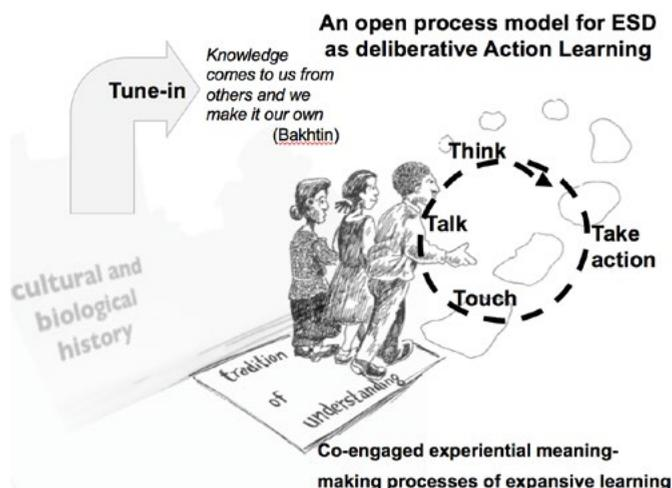 An open process model for ESD
as deliberative Action Learning
Tune-in
Knowledge
comes to us from
others and we
make it our own
(Bakhtin)
Think
Talk
Take
action
Touch
cultural and
biological
history
tradition
of
understanding
Co-engaged experiential meaning-
making processes of expansive learning